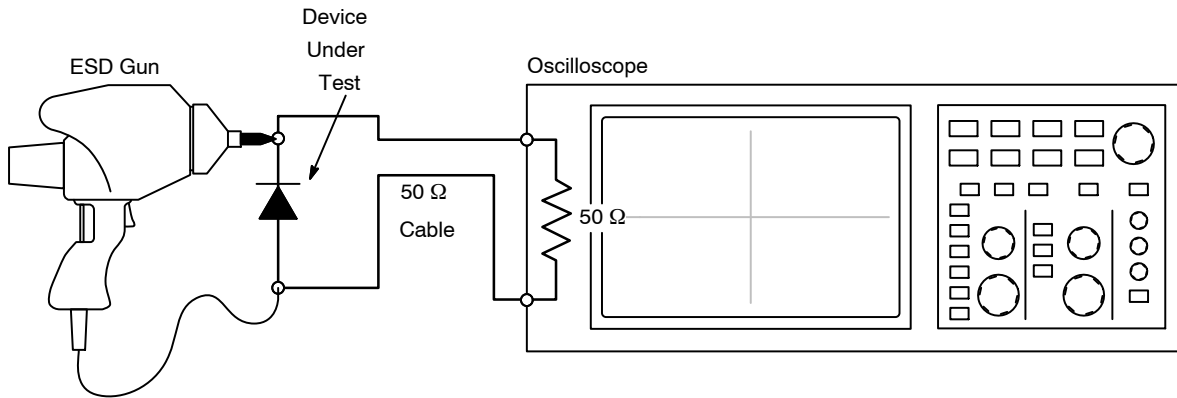 Device
Under
Test
ESD Gun
Oscilloscope
50 Ω
Cable
50 Ω